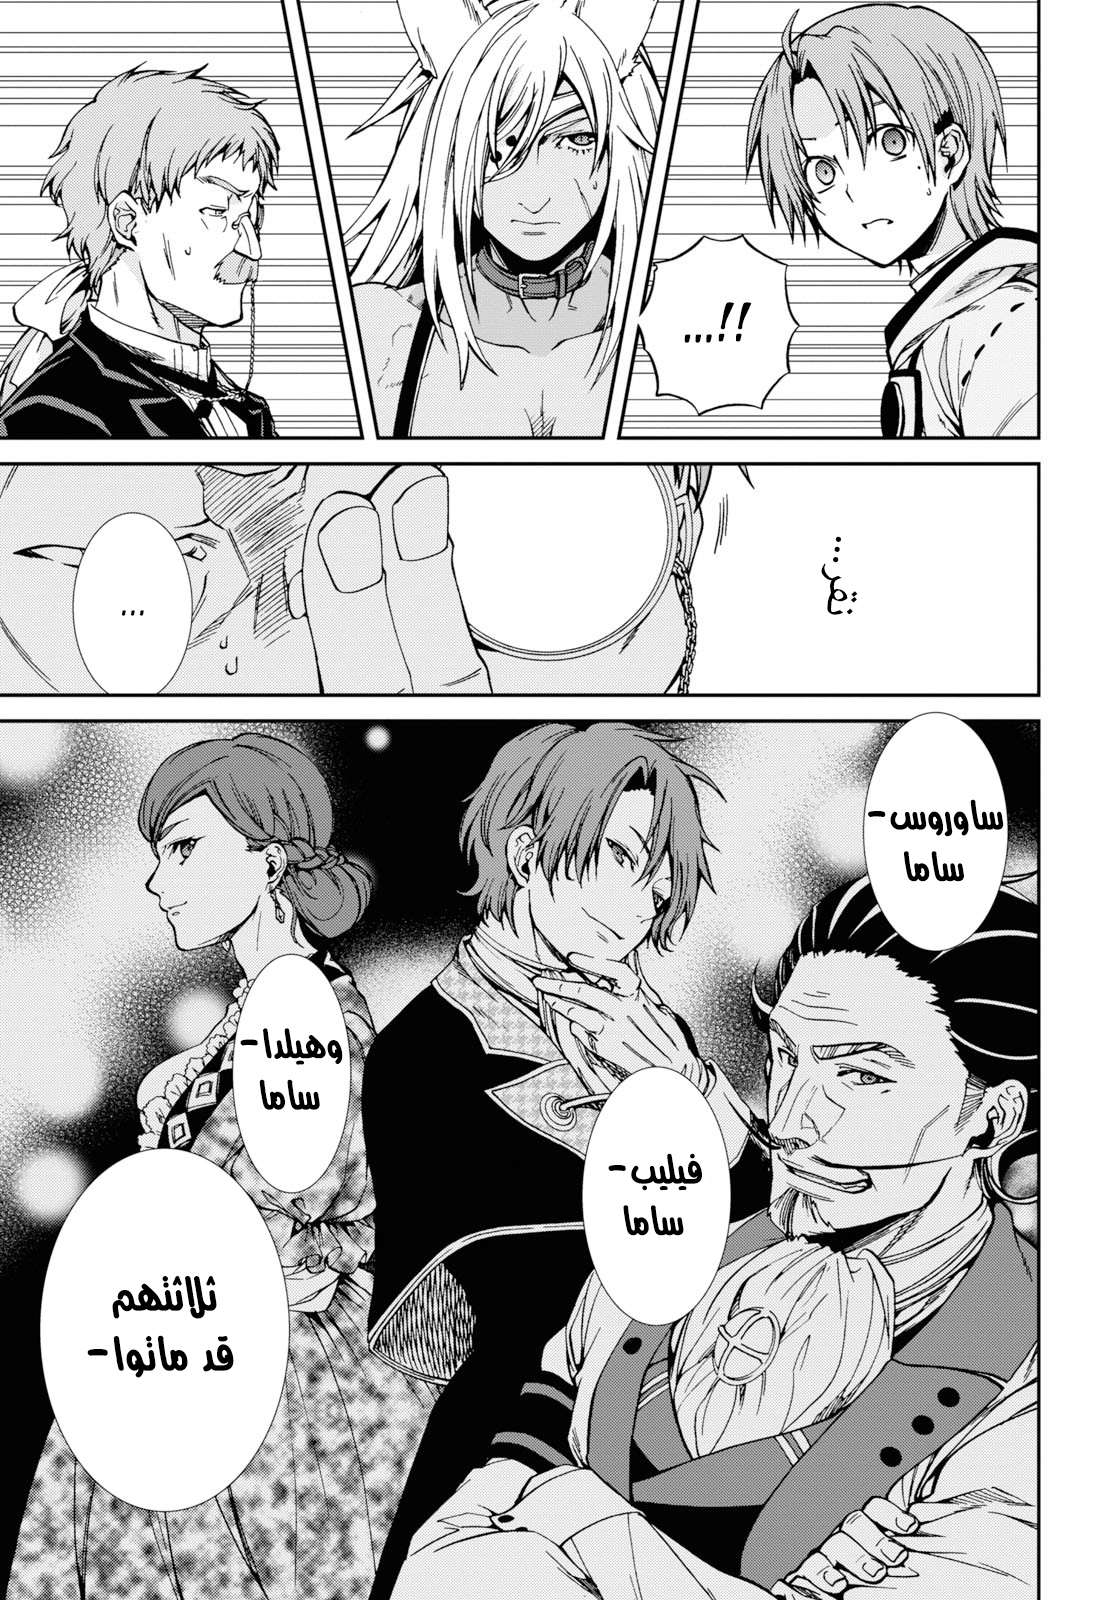 ...!!
...
ساوروس-
ساما
فيليب-
ساما
وهيلدا-
ساما
ثلاثتهم
قد ماتوا-